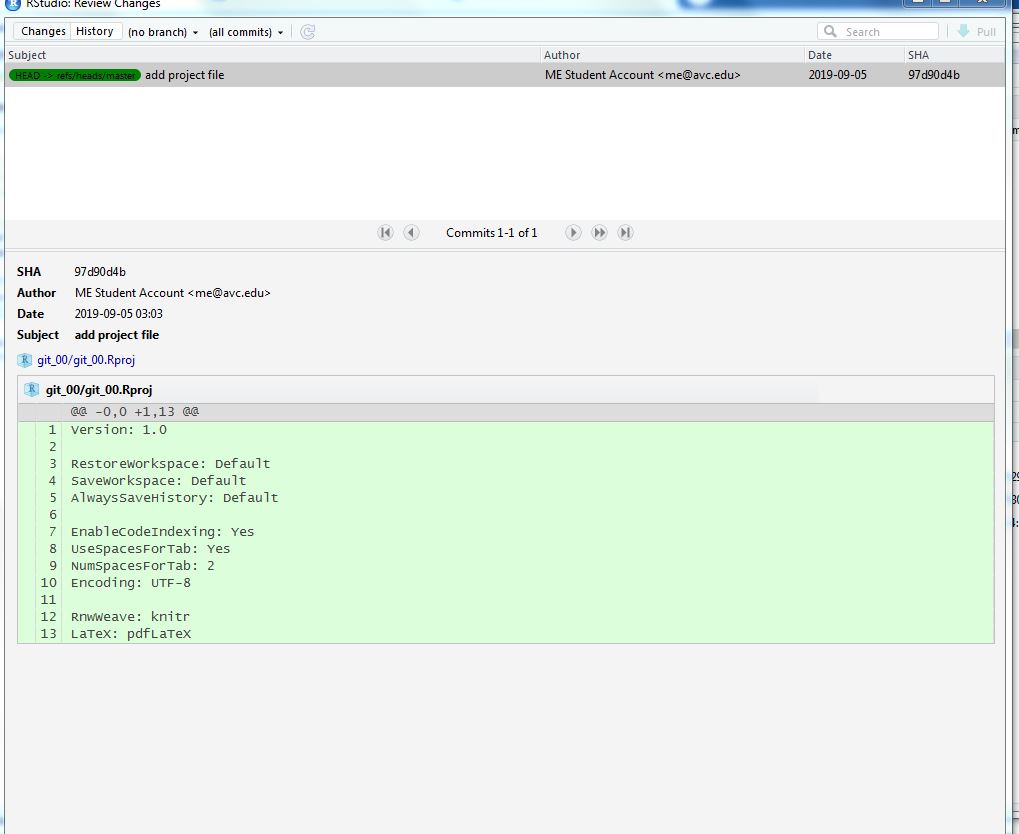 RStudio: Review Changes
Changes History (no branch) (all commits) Search Pull
Subject Author Date SHA
HEAD -> refs/heads/master add project file ME Student Account <me@avc.edu> 2019-09-05 97d90d4b
Commits 1-1 of 1
SHA 97d90d4b
Author ME Student Account <me@avc.edu>
Date 2019-09-05 03:03
Subject add project file
git_00/git_00.Rproj
git_00/git_00.Rproj
@@ -0,0 +1,13 @@
1 Version: 1.0
2
3 RestoreWorkspace: Default
4 SaveWorkspace: Default
5 AlwaysSaveHistory: Default
6
7 EnableCodeIndexing: Yes
8 UseSpacesForTab: Yes
9 NumSpacesForTab: 2
10 Encoding: UTF-8
11
12 RnwWeave: knitr
13 LaTeX: pdfLaTeX